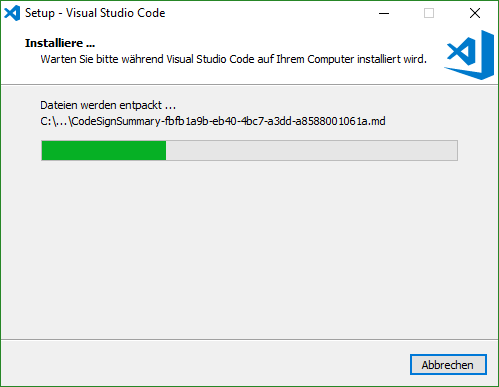 Setup - Visual Studio Code
Installiere ...
Warten Sie bitte während Visual Studio Code auf Ihrem Computer installiert wird.
Dateien werden entpackt ...
C:\...\CodeSignSummary-fbfb1a9b-eb40-4bc7-a3dd-a8588001061a.md
Abbrechen